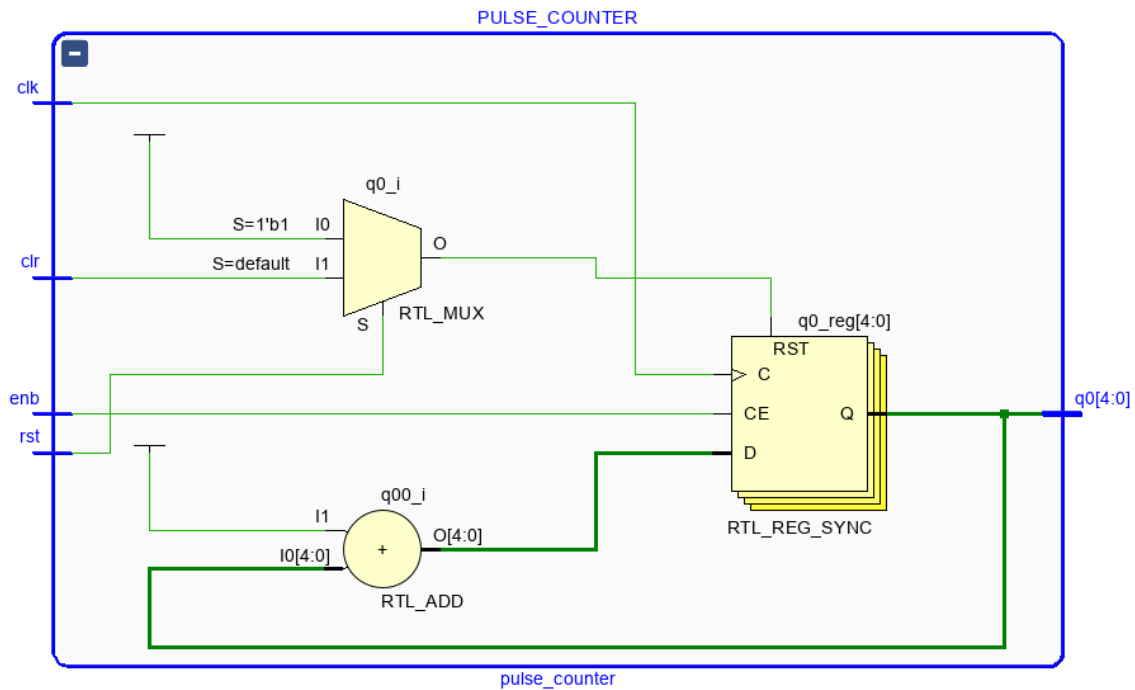 PULSE_COUNTER
−
clk
q0_i
S=1'b1 I0
O
clr
S=default I1
S
RTL_MUX
q0_reg[4:0]
RST
C
enb
CE
Q
q0[4:0]
rst
D
q00_i
I1
O[4:0]
+
I0[4:0]
RTL_REG_SYNC
RTL_ADD
pulse_counter